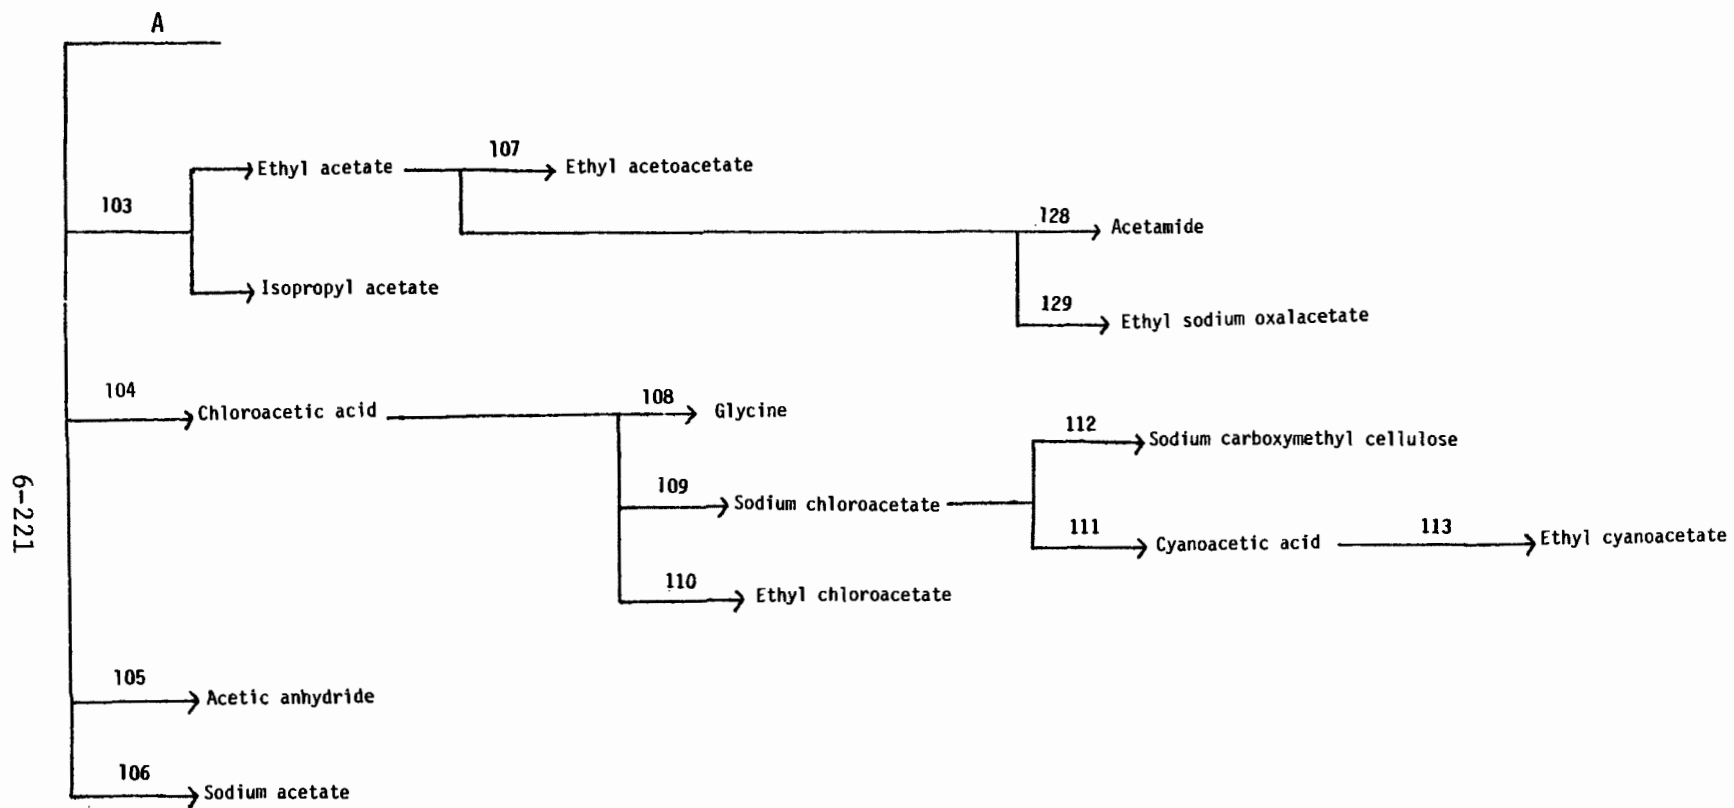 A
107
Ethyl acetate
Ethyl acetoacetate
103
128
Acetamide
Isopropyl acetate
129
Ethyl sodium oxalacetate
104
Chloroacetic acid
108
Glycine
112
Sodium carboxymethyl cellulose
109
Sodium chloroacetate
111
Cyanoacetic acid
113
Ethyl cyanoacetate
110
Ethyl chloroacetate
105
Acetic anhydride
106
Sodium acetate
6-221